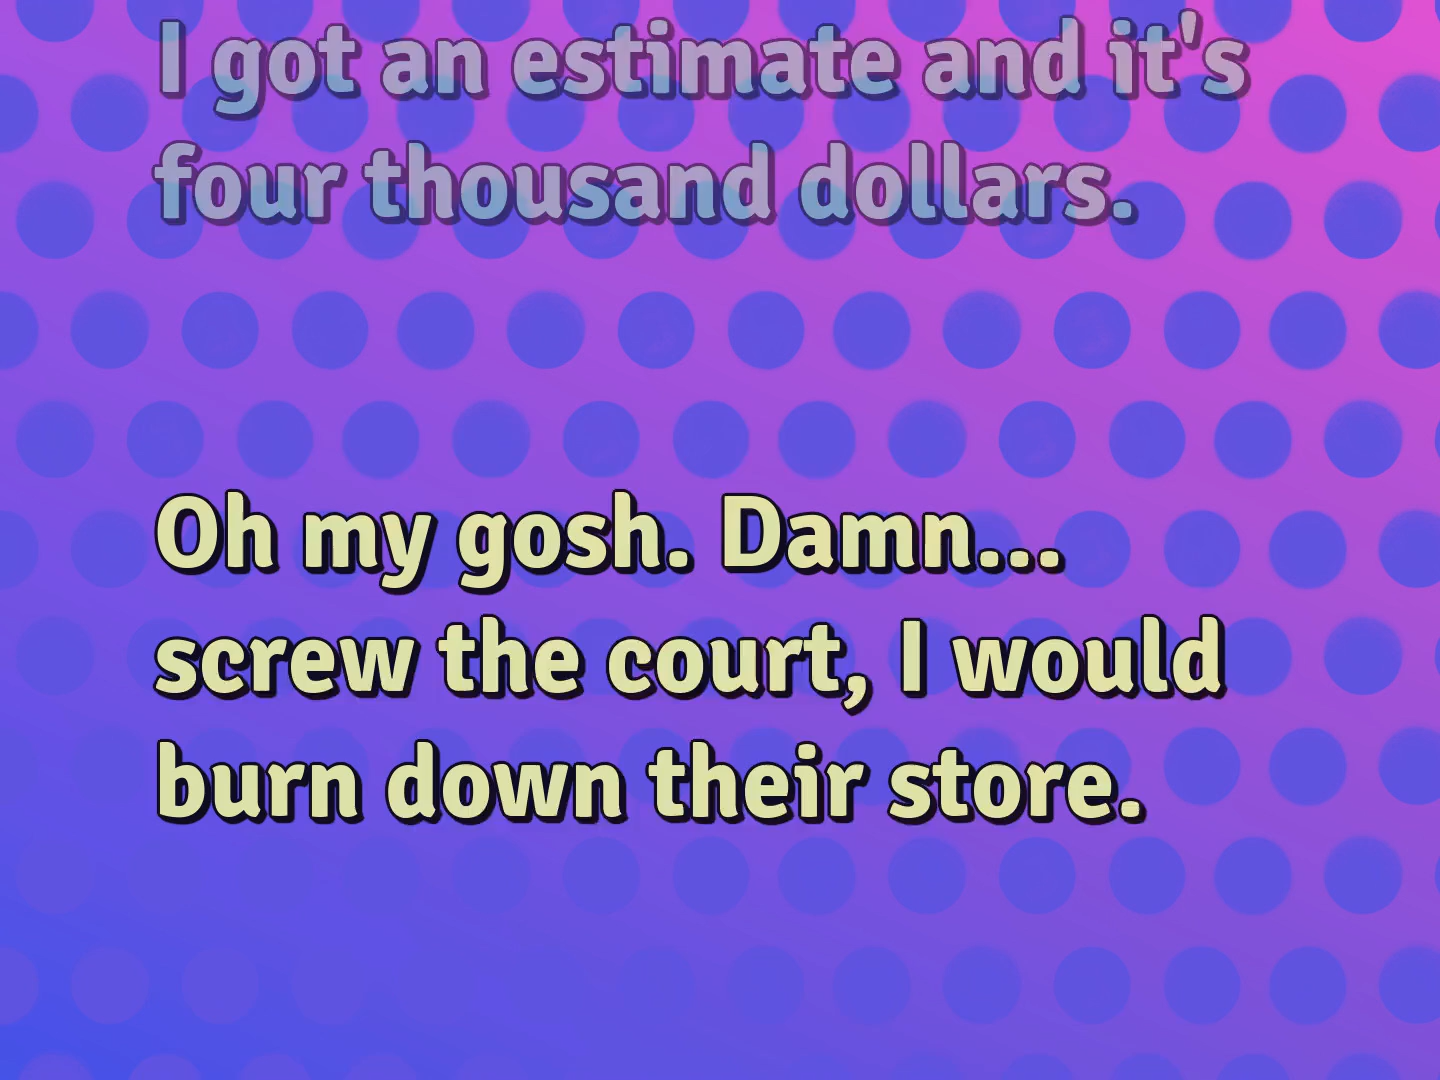 I got an estimate and it's
four thousand dollars.
Oh my gosh. Damn...
screw the court, I would
burn down their store.